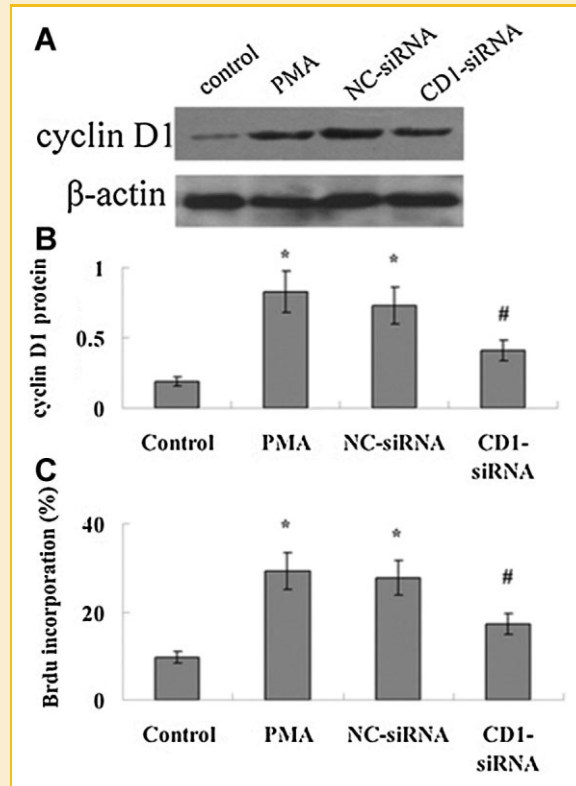 A
control PMA NC-siRNA CD1-siRNA
cyclin D1
β-actin
B
cyclin D1 protein
1
0.5
0
* * #
Control PMA NC-siRNA CD1-
siRNA
C
Brdu incorporation (%)
40
20
0
* * #
Control PMA NC-siRNA CD1-
siRNA